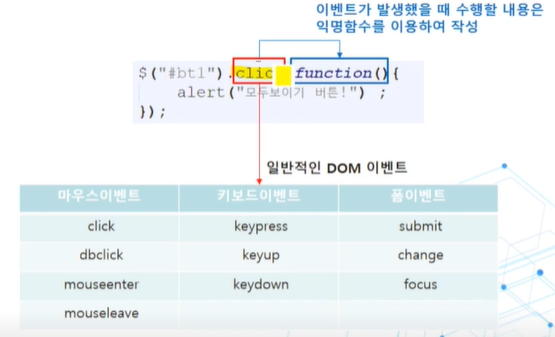 이벤트가 발생했을 때 수행할 내용은
익명함수를 이용하여 작성
$("#bt1").clic function(){
alert("모두보이기 버튼!") ;
});
일반적인 DOM 이벤트
마우스이벤트 키보드이벤트 폼이벤트
click keypress submit
dbclick keyup change
mouseenter keydown focus
mouseleave